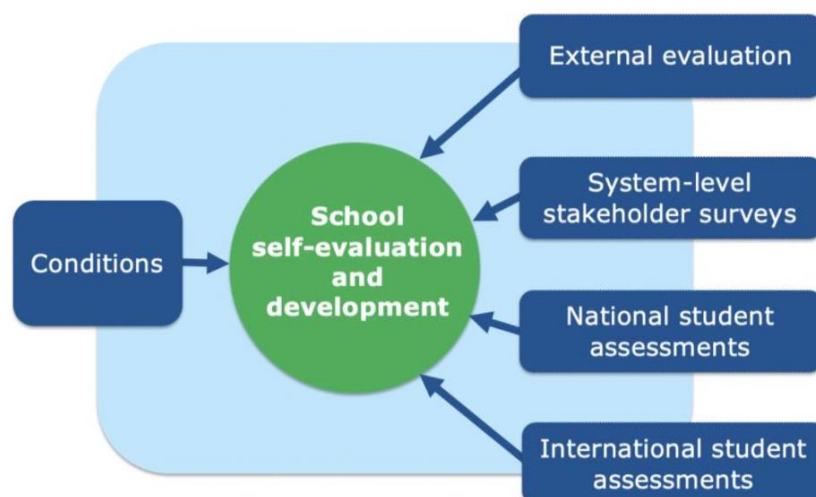 External evaluation
System-level
stakeholder surveys
School
self-evaluation
and
development
Conditions
National student
assessments
International student
assessments